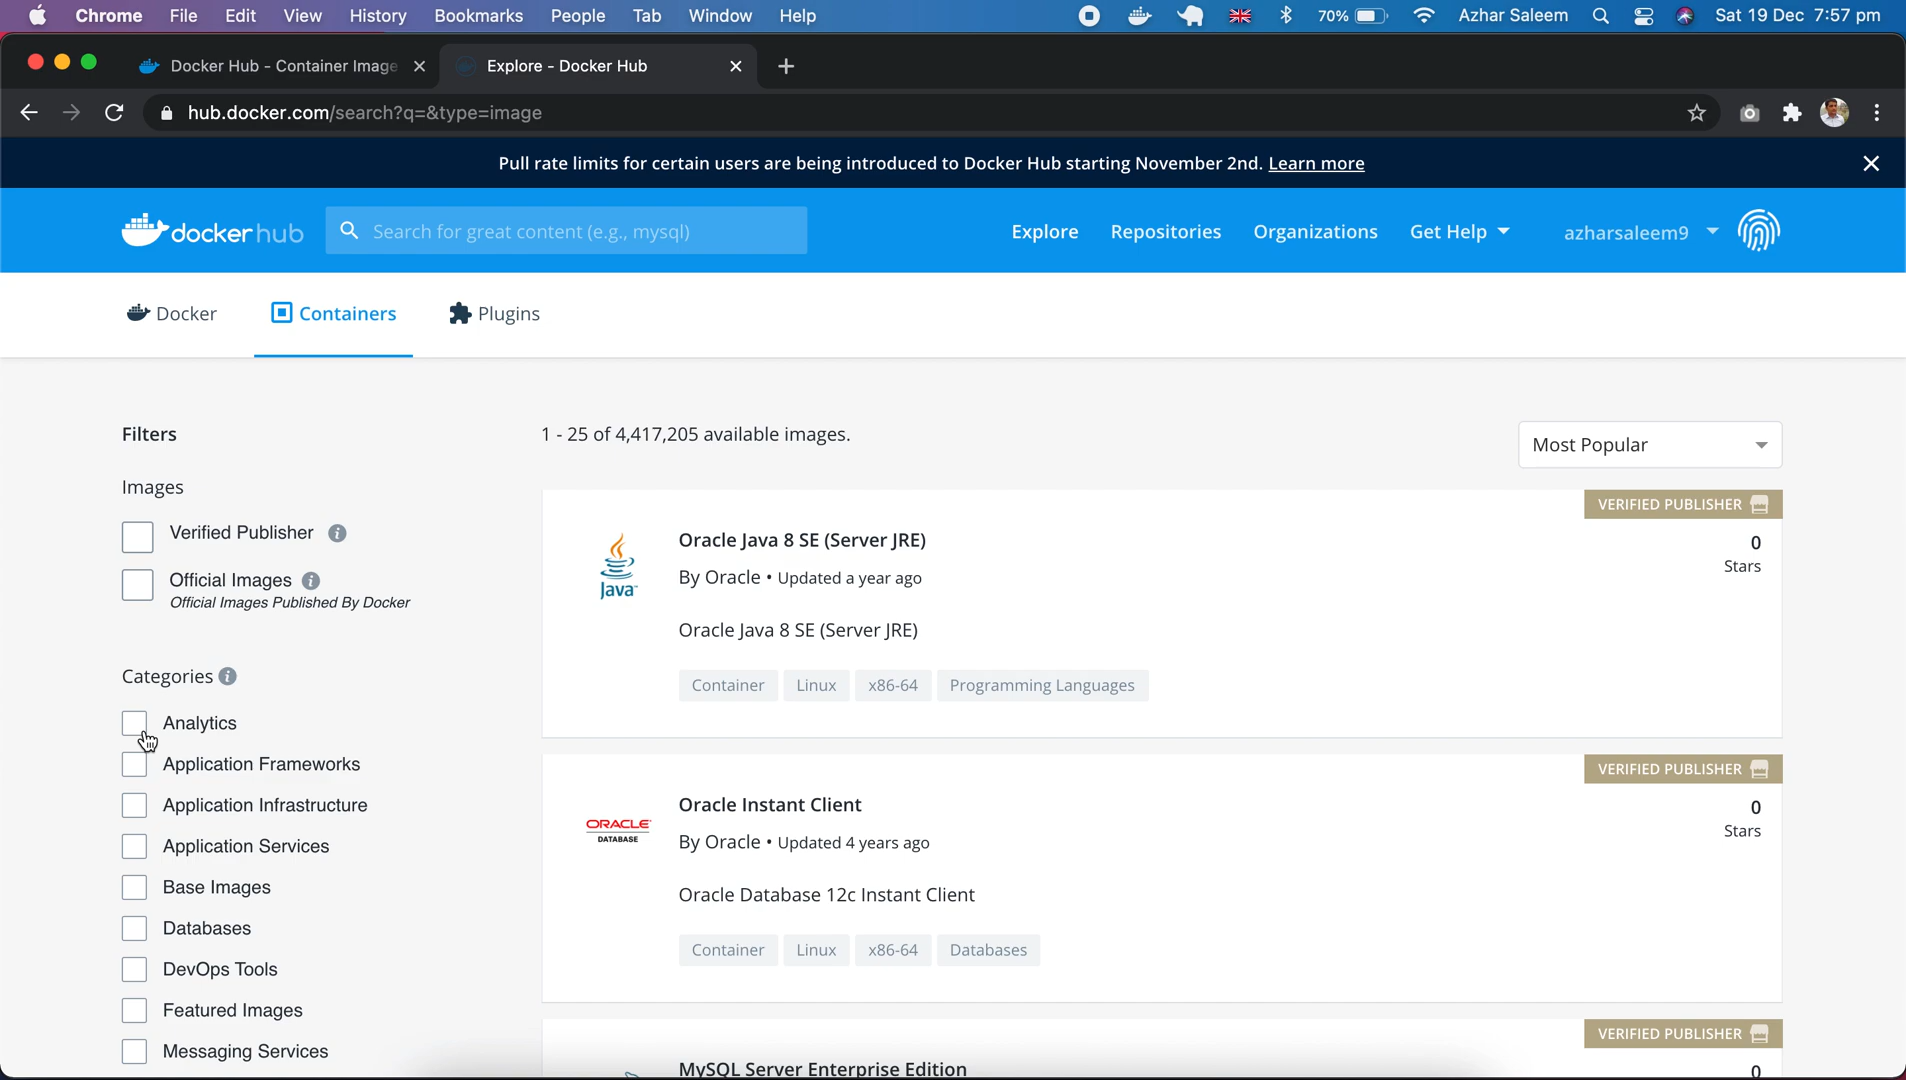 Chrome File Edit View History Bookmarks People Tab Window Help 70% Azhar Saleem Sat 19 Dec 7:57 pm
Docker Hub - Container Image Explore - Docker Hub
hub.docker.com/search?q=&type=image
Pull rate limits for certain users are being introduced to Docker Hub starting November 2nd. Learn more
dockerhub Search for great content (e.g., mysql) Explore Repositories Organizations Get Help azharsaleem9
Docker Containers Plugins
Filters
Images
Verified Publisher
Official Images
Official Images Published By Docker
Categories
Analytics
Application Frameworks
Application Infrastructure
Application Services
Base Images
Databases
DevOps Tools
Featured Images
Messaging Services
1 - 25 of 4,417,205 available images.
Most Popular
VERIFIED PUBLISHER
Java
Oracle Java 8 SE (Server JRE)
0
Stars
By Oracle • Updated a year ago
Oracle Java 8 SE (Server JRE)
Container Linux x86-64 Programming Languages
VERIFIED PUBLISHER
ORACLE
DATABASE
Oracle Instant Client
0
Stars
By Oracle • Updated 4 years ago
Oracle Database 12c Instant Client
Container Linux x86-64 Databases
VERIFIED PUBLISHER
MySQL Server Enterprise Edition
0